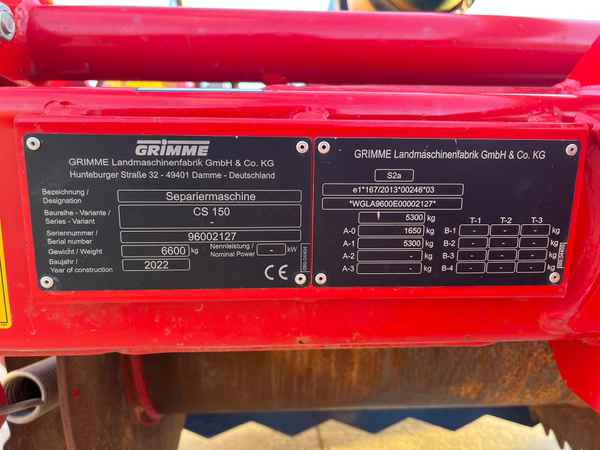 GRIMME
GRIMME Landmaschinenfabrik GmbH & Co. KG
Hunteburger Straße 32 - 49401 Damme - Deutschland
Bezeichnung / Designation Separiermaschine
Baureihe - Variante / Series - Variant CS 150
-
Seriennummer / Serial number 96002127
Gewicht / Weight 6600 kg Nennleistung / Nominal Power - kW
Baujahr / Year of construction 2022 CE
GRIMME Landmaschinenfabrik GmbH & Co. KG
S2a
e1*167/2013*00246*03
*WGLA9600E00002127*
5300 kg T-1 T-2 T-3
A-0 1650 kg B-1 - - - kg
A-1 5300 kg B-2 - - - kg
A-2 - kg B-3 - - - kg
A-3 - kg B-4 - - - kg